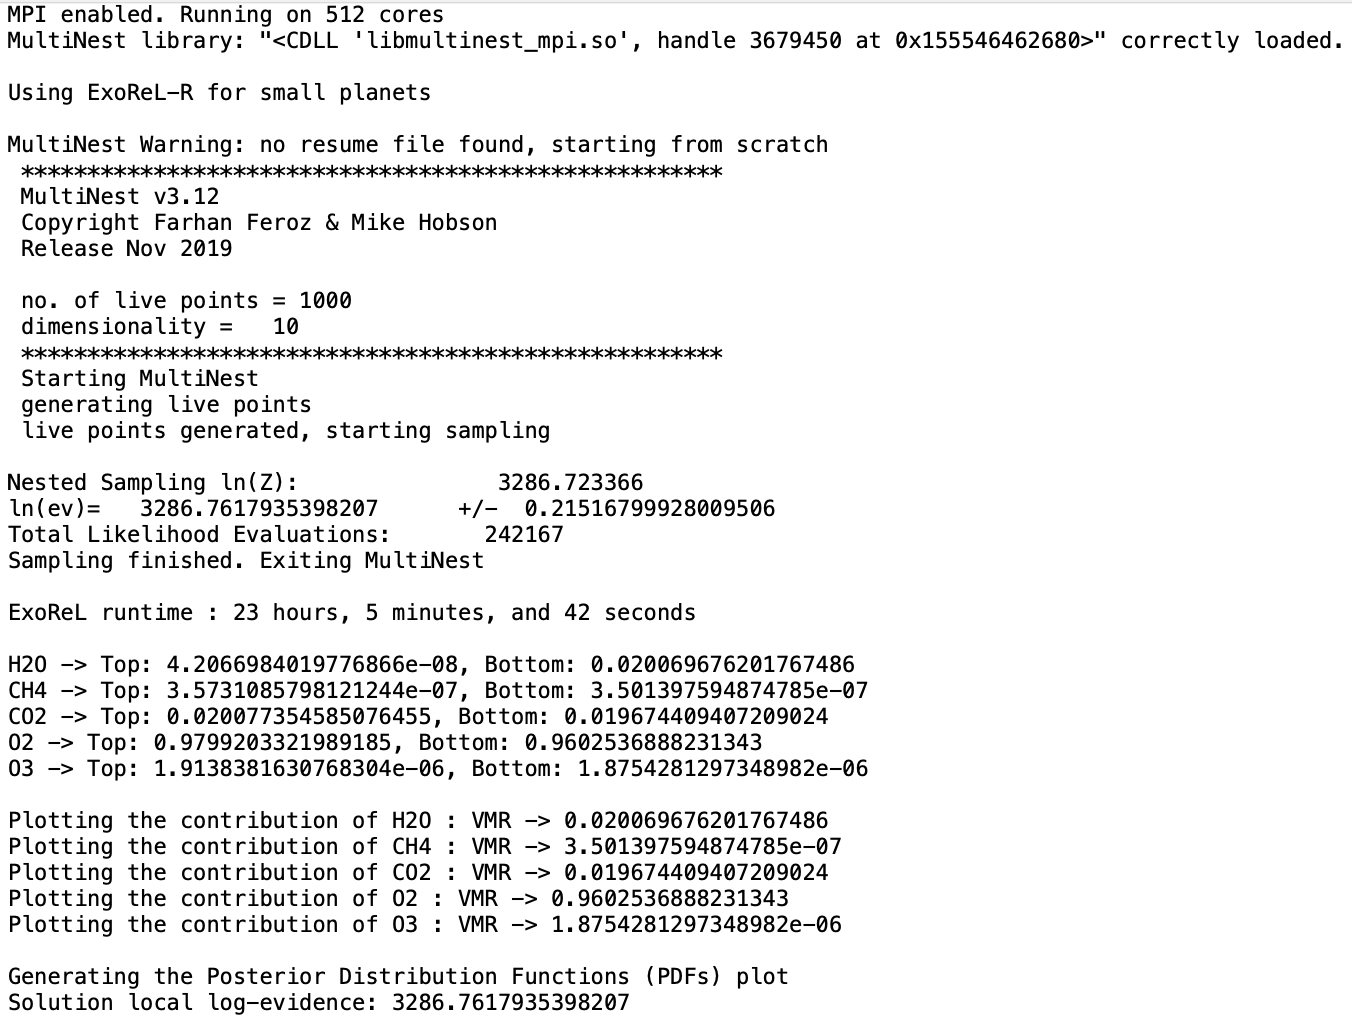 MPI enabled. Running on 512 cores
MultiNest library: "<CDLL 'libmultinest_mpi.so', handle 3679450 at 0x155546462680>" correctly loaded.
Using ExoReL-R for small planets
MultiNest Warning: no resume file found, starting from scratch
*****************************************************
MultiNest v3.12
Copyright Farhan Feroz & Mike Hobson
Release Nov 2019
no. of live points = 1000
dimensionality =   10
*****************************************************
Starting MultiNest
generating live points
live points generated, starting sampling
Nested Sampling ln(Z):               3286.723366
ln(ev)=   3286.7617935398207      +/-  0.21516799928009506
Total Likelihood Evaluations:       242167
Sampling finished. Exiting MultiNest
ExoReL runtime : 23 hours, 5 minutes, and 42 seconds
H2O -> Top: 4.2066984019776866e-08, Bottom: 0.020069676201767486
CH4 -> Top: 3.5731085798121244e-07, Bottom: 3.501397594874785e-07
CO2 -> Top: 0.020077354585076455, Bottom: 0.019674409407209024
O2 -> Top: 0.9799203321989185, Bottom: 0.9602536888231343
O3 -> Top: 1.9138381630768304e-06, Bottom: 1.8754281297348982e-06
Plotting the contribution of H2O : VMR -> 0.020069676201767486
Plotting the contribution of CH4 : VMR -> 3.501397594874785e-07
Plotting the contribution of CO2 : VMR -> 0.019674409407209024
Plotting the contribution of O2 : VMR -> 0.9602536888231343
Plotting the contribution of O3 : VMR -> 1.8754281297348982e-06
Generating the Posterior Distribution Functions (PDFs) plot
Solution local log-evidence: 3286.7617935398207